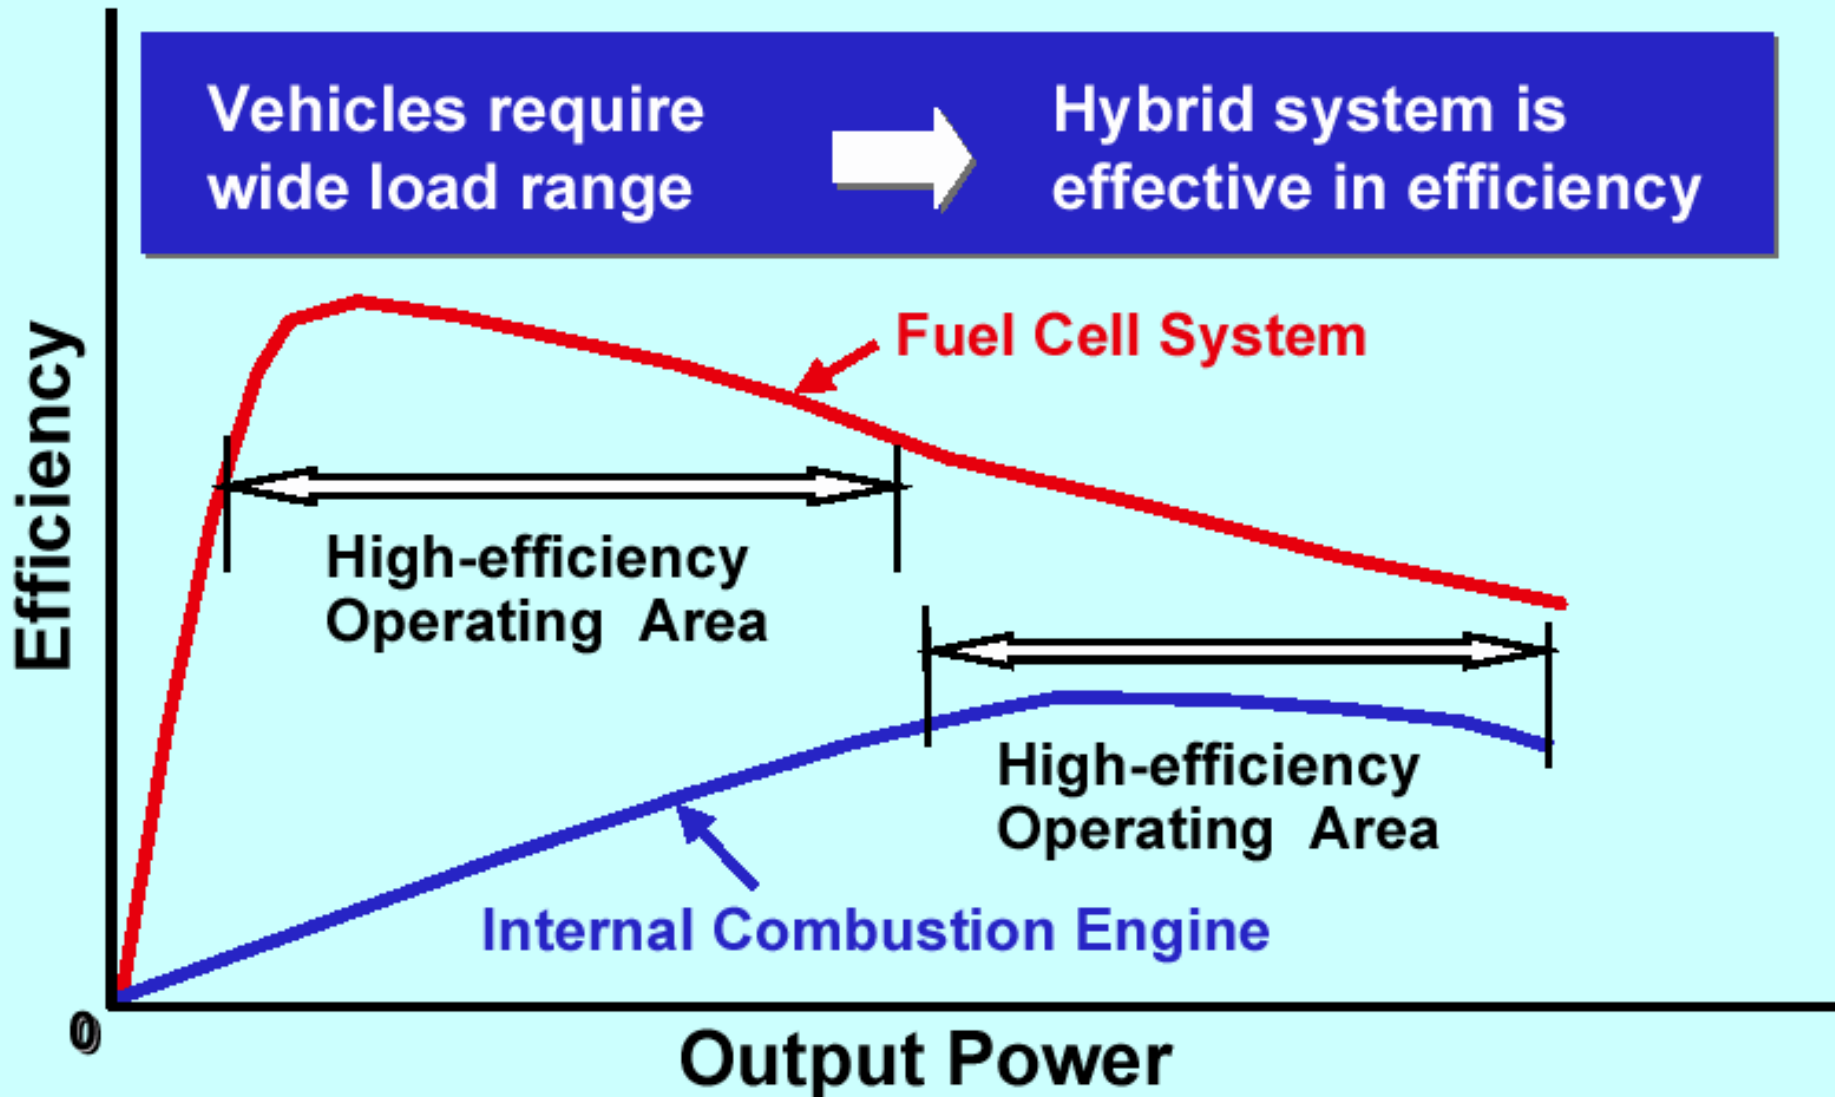 Vehicles require
wide load range
Hybrid system is
effective in efficiency
Fuel Cell System
Efficiency
High-efficiency
Operating Area
High-efficiency
Operating Area
Internal Combustion Engine
0
Output Power